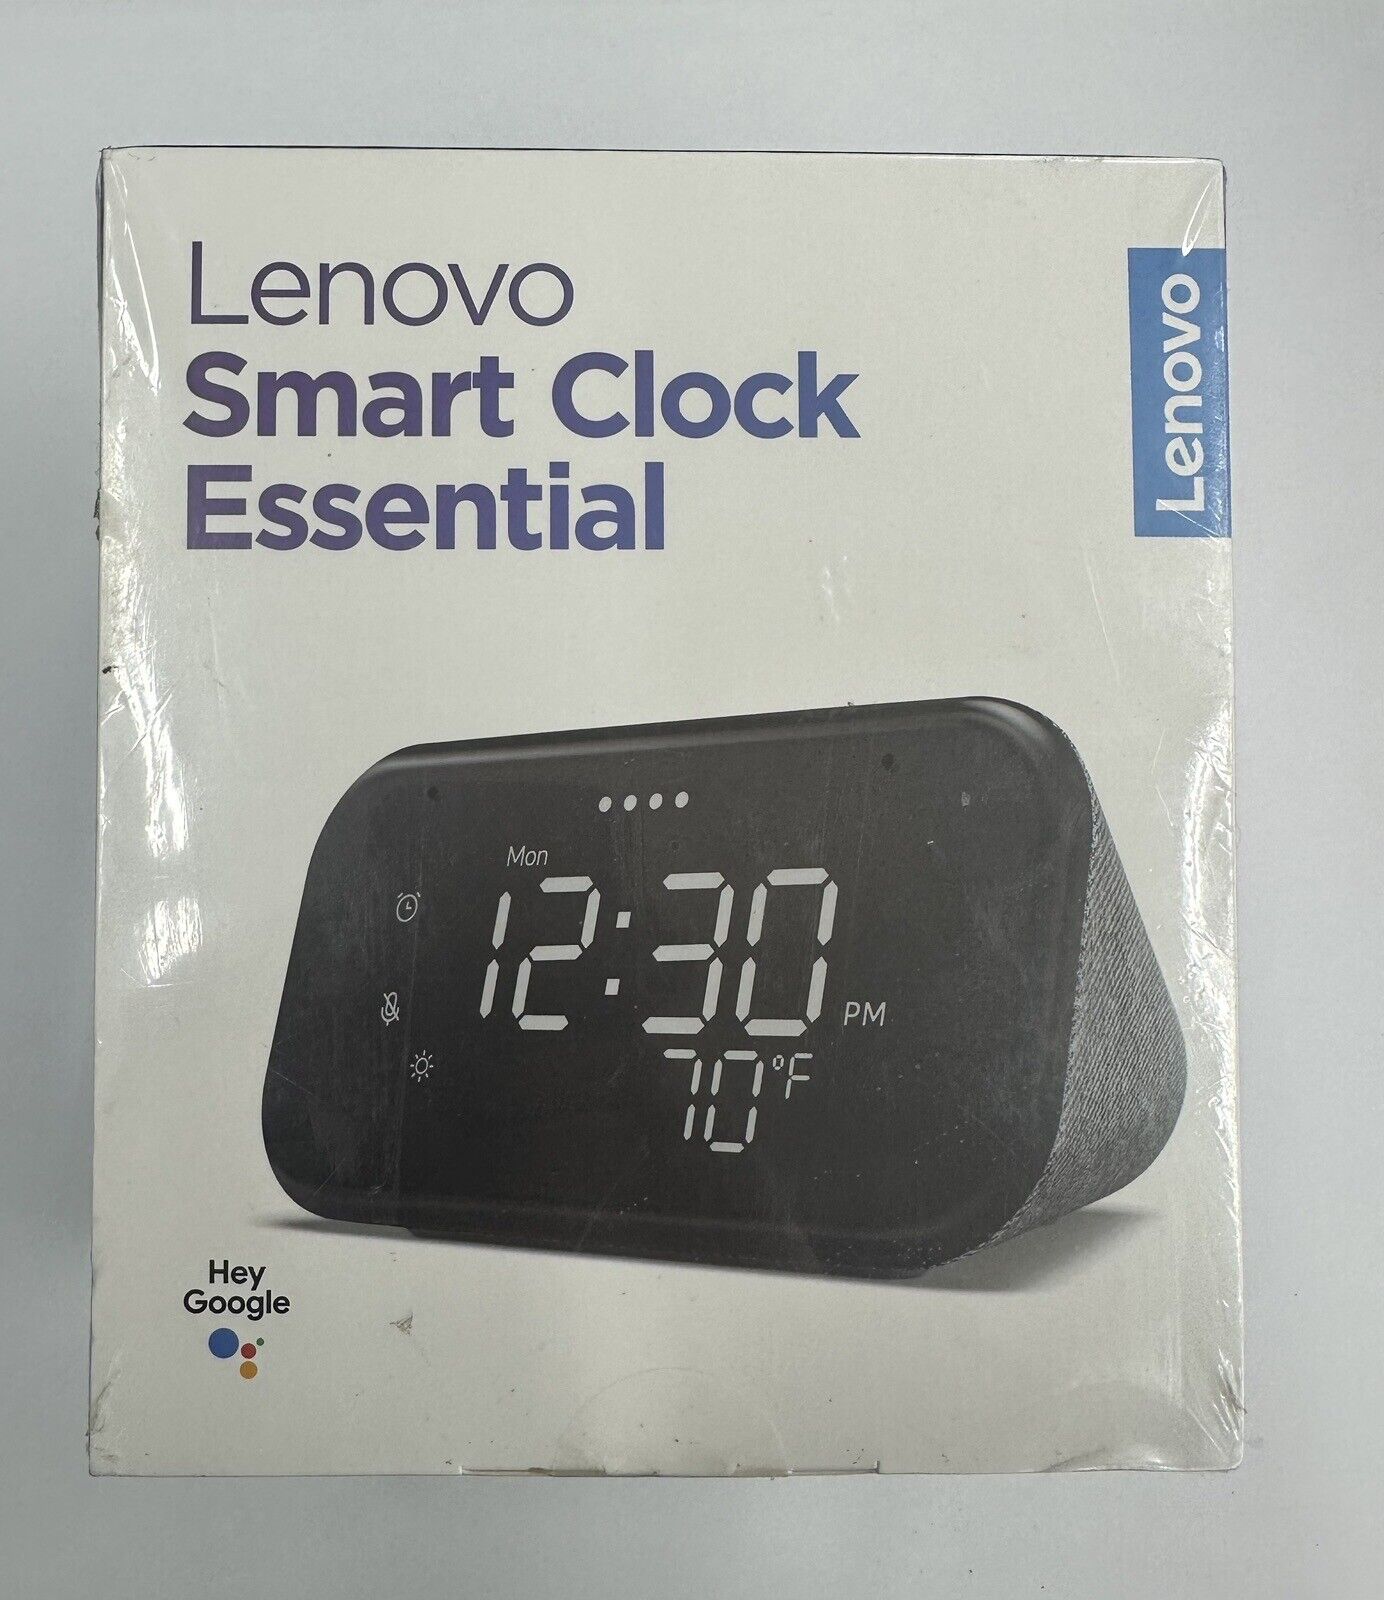 Lenovo
Smart Clock
Essential
Lenovo
Mon
12:30
PM
70°F
Hey
Google